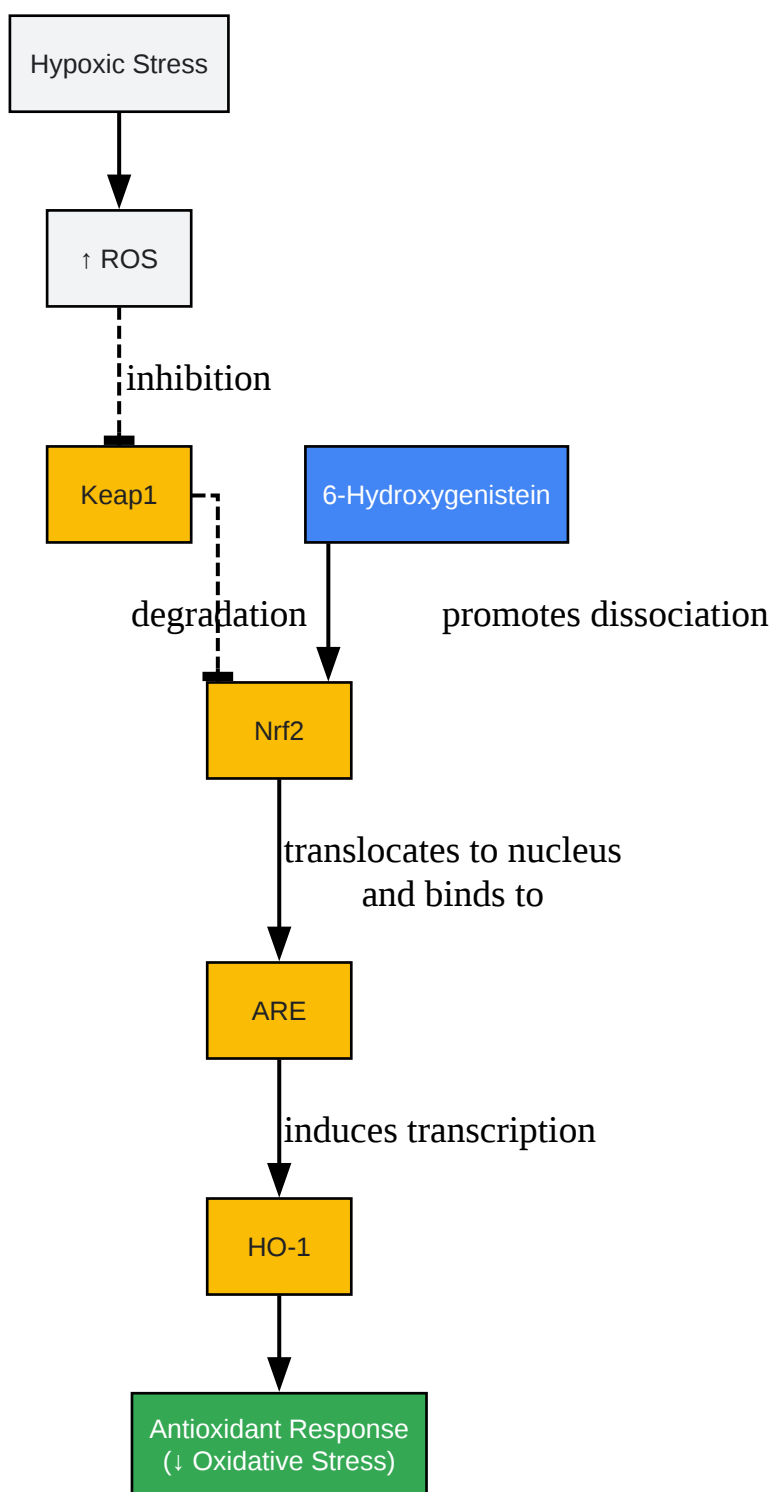 Hypoxic Stress
↑ ROS
inhibition
Keap1
6-Hydroxygenistein
degradation
promotes dissociation
Nrf2
translocates to nucleus
and binds to
ARE
induces transcription
HO-1
Antioxidant Response
(↓ Oxidative Stress)